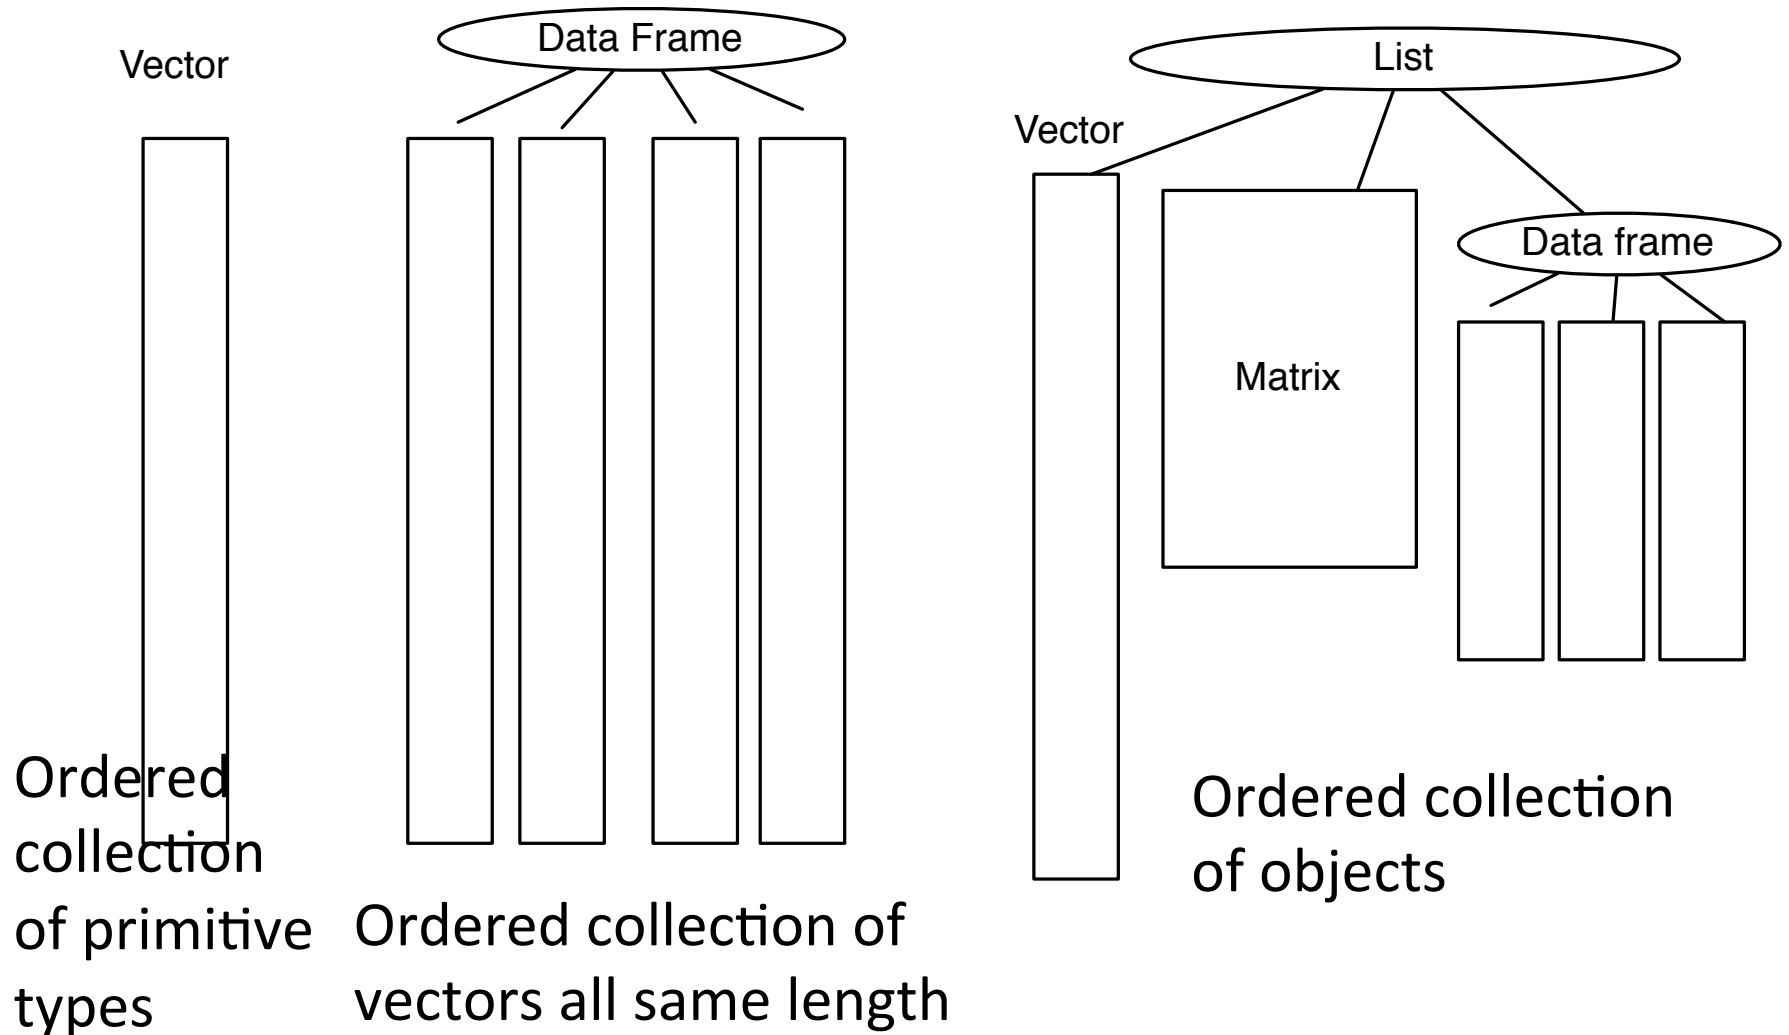 Vector
Ordered
collection
of primitive
types
Data Frame
Ordered collection of
vectors all same length
List
Vector
Matrix
Data frame
Ordered collection
of objects